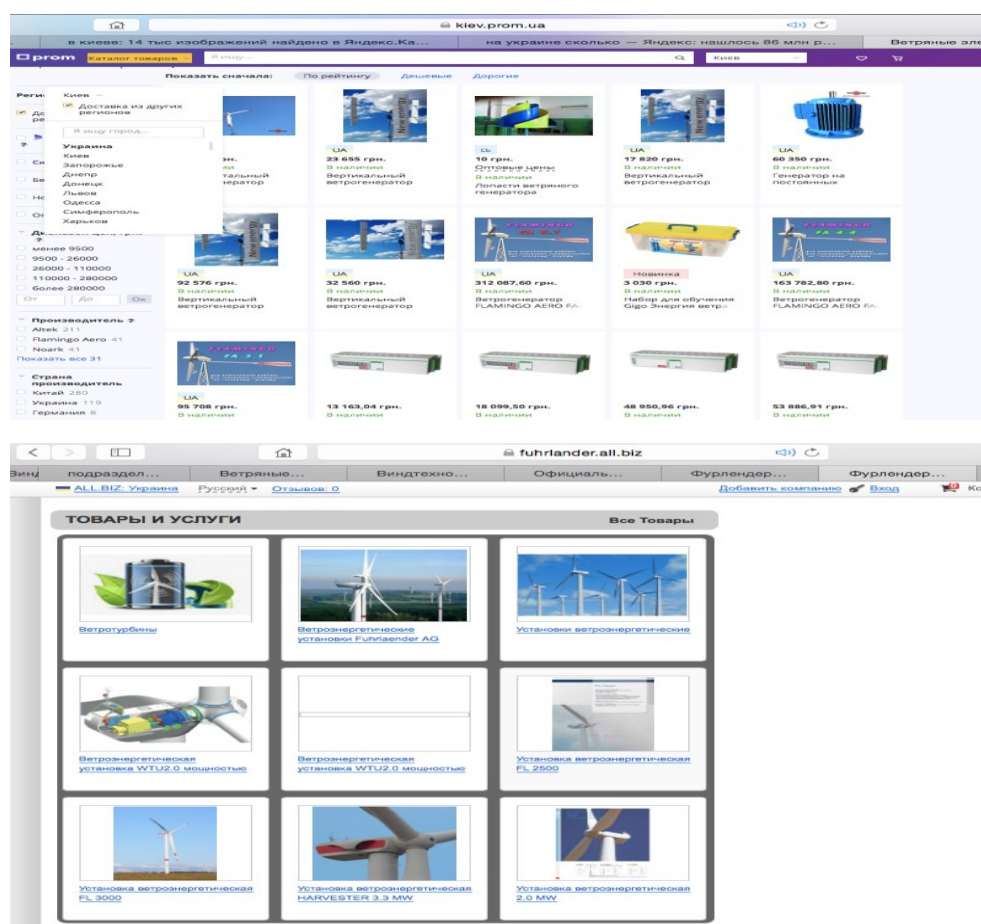 kiev.prom.ua
в киеве: 14 тыс изображений найдено в Яндекс.Ка...
на украине сколько — Яндекс: нашлось 86 млн р...
Ветряные эле
prom
Каталог товаров
Я ищу...
Киев
Показать сначала:
По рейтингу
Дешевые
Дорогие
Реги
Киев
Доставка из других
регионов
Я ищу город...
Украина
Киев
Запорожье
Днепр
Донецк
Львов
Одесса
Симферополь
Харьков
менее 9500
9500 - 26000
26000 - 110000
110000 - 280000
более 280000
От
До
Ок
Производитель ?
Altek 211
Flamingo Aero 41
Noark 41
Показать все 31
Страна
производитель
Китай 280
Украина 119
Германия 8
UA
23 655 грн.
В наличии
Вертикальный
ветрогенератор
10 грн.
Оптовые цены
В наличии
Лопасти ветряного
генератора
UA
17 820 грн.
В наличии
Вертикальный
ветрогенератор
UA
60 350 грн.
В наличии
Генератор на
постоянных
UA
92 576 грн.
В наличии
Вертикальный
ветрогенератор
UA
32 560 грн.
В наличии
Вертикальный
ветрогенератор
UA
312 087,60 грн.
В наличии
Ветрогенератор
FLAMINGO AERO FA-
Новинка
3 030 грн.
В наличии
Набор для обучения
Gigo Энергия ветра
UA
163 782,80 грн.
В наличии
Ветрогенератор
FLAMINGO AERO FA-
UA
95 708 грн.
В наличии
13 163,04 грн.
В наличии
18 099,50 грн.
В наличии
48 950,96 грн.
В наличии
53 886,91 грн.
В наличии
fuhrlander.all.biz
подраздел...
Ветряные...
Виндтехно...
Официаль...
Фурлендер...
Фурлендер...
ALL.BIZ: Украина
Русский
Отзывов: 0
Добавить компанию
Вход
Ко
ТОВАРЫ И УСЛУГИ
Все Товары
Ветротурбины
Ветроэнергетические
установки Fuhrlaender AG
Установки ветроэнергетические
Ветроэнергетическая
установка WTU2.0 мощностью
Ветроэнергетическая
установка WTU2.0 мощностью
Установка ветроэнергетическая
FL 2500
Установка ветроэнергетическая
FL 3000
Установка ветроэнергетическая
HARVESTER 3.3 MW
Установка ветроэнергетическая
2.0 MW